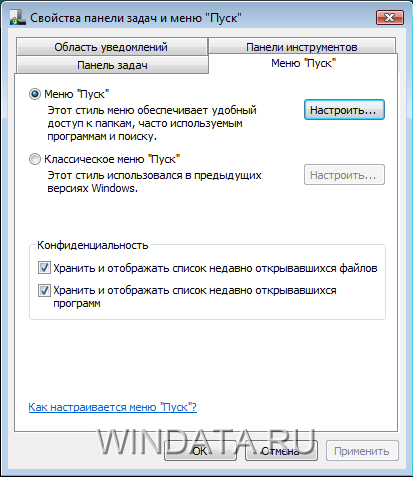 Свойства панели задач и меню "Пуск"
Область уведомлений
Панели инструментов
Панель задач
Меню "Пуск"
Меню "Пуск"
Этот стиль меню обеспечивает удобный
доступ к папкам, часто используемым
программам и поиску.
Настроить...
Классическое меню "Пуск"
Этот стиль использовался в предыдущих
версиях Windows.
Настроить...
Конфиденциальность
Хранить и отображать список недавно открывавшихся файлов
Хранить и отображать список недавно открывавшихся
программ
Как настраивается меню "Пуск"?
WINDATA.RU
ОК
Отмена
Применить